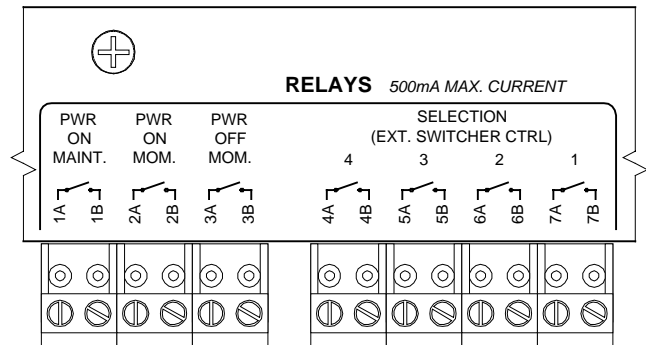 RELAYS 500mA MAX. CURRENT
PWR ON MAINT.
PWR ON MOM.
PWR OFF MOM.
SELECTION
(EXT. SWITCHER CTRL)
4 3 2 1
1A 1B 2A 2B 3A 3B 4A 4B 5A 5B 6A 6B 7A 7B